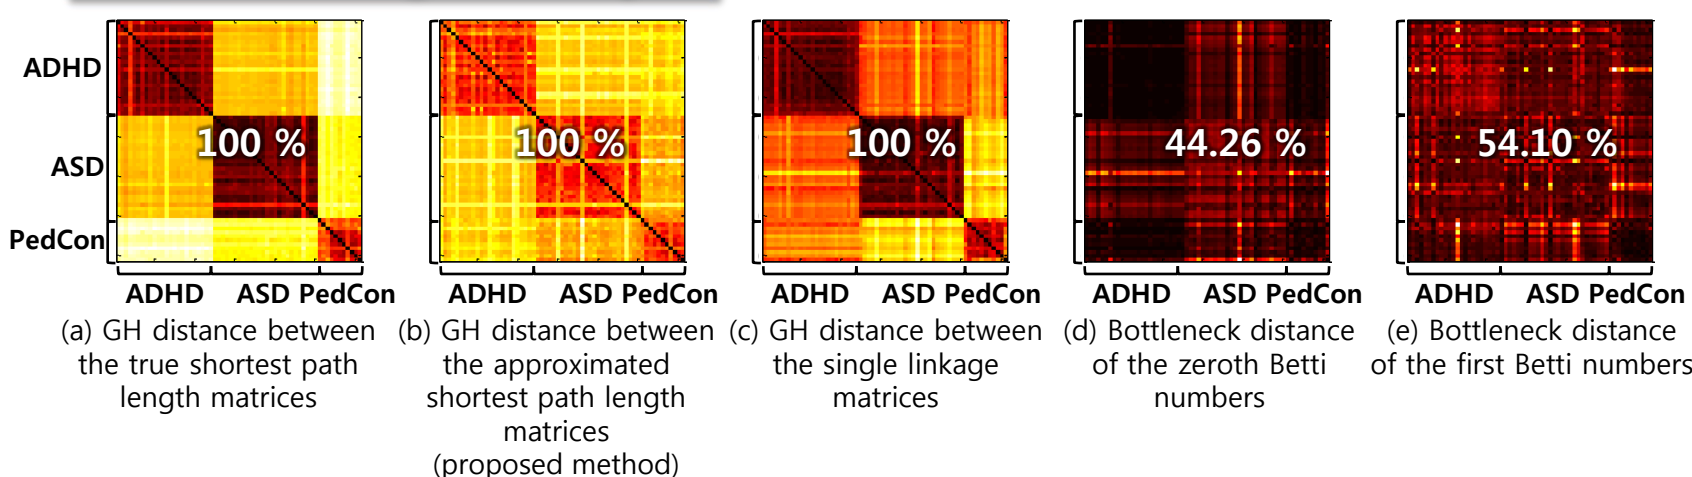 ADHD
ASD
PedCon
100 %
100 %
100 %
44.26 %
54.10 %
ADHD ASD PedCon
ADHD ASD PedCon
ADHD ASD PedCon
ADHD ASD PedCon
ADHD ASD PedCon
(a) GH distance between
the true shortest path
length matrices
(b) GH distance between
the approximated
shortest path length
matrices
(proposed method)
(c) GH distance between
the single linkage
matrices
(d) Bottleneck distance
of the zeroth Betti
numbers
(e) Bottleneck distance
of the first Betti numbers